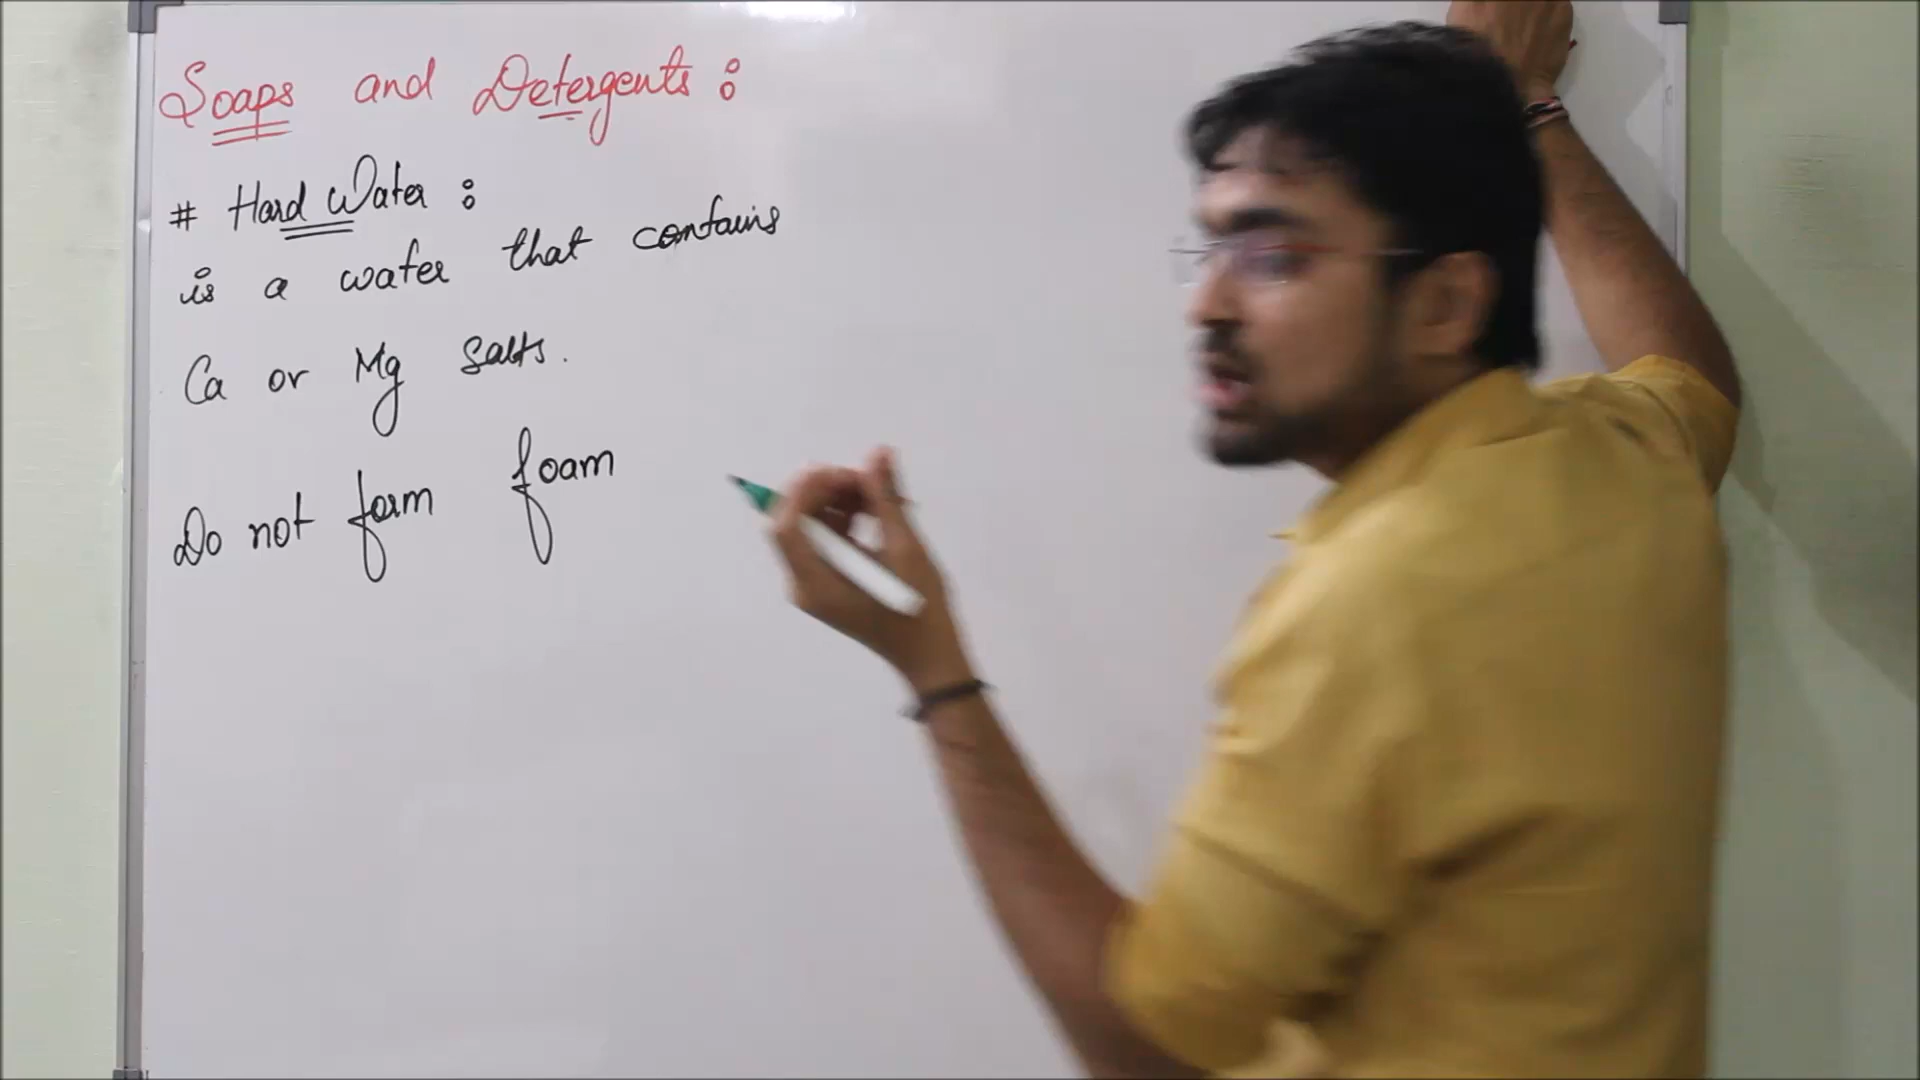 Soaps and Detergents :
# Hard Water :
is a water that contains
Ca or Mg salts.
Do not form foam